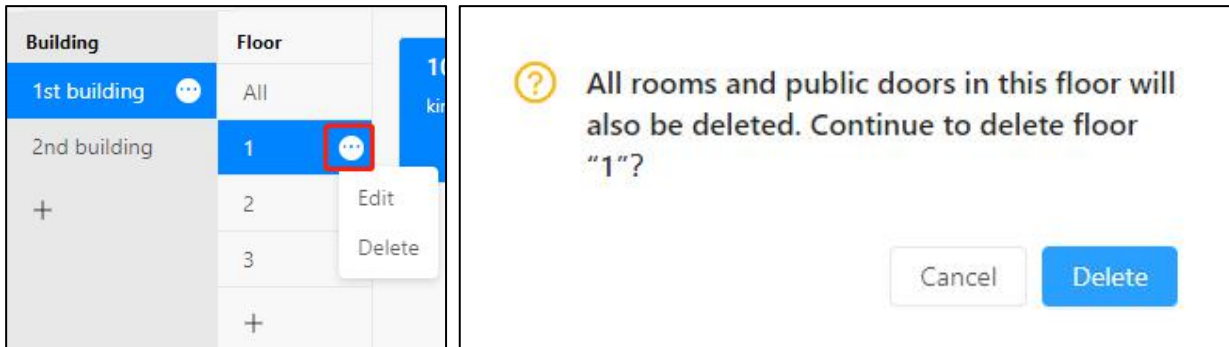 Building
Floor
1st building
All
2nd building
1
2
3
Edit
Delete
All rooms and public doors in this floor will
also be deleted. Continue to delete floor
“1”?
Cancel
Delete